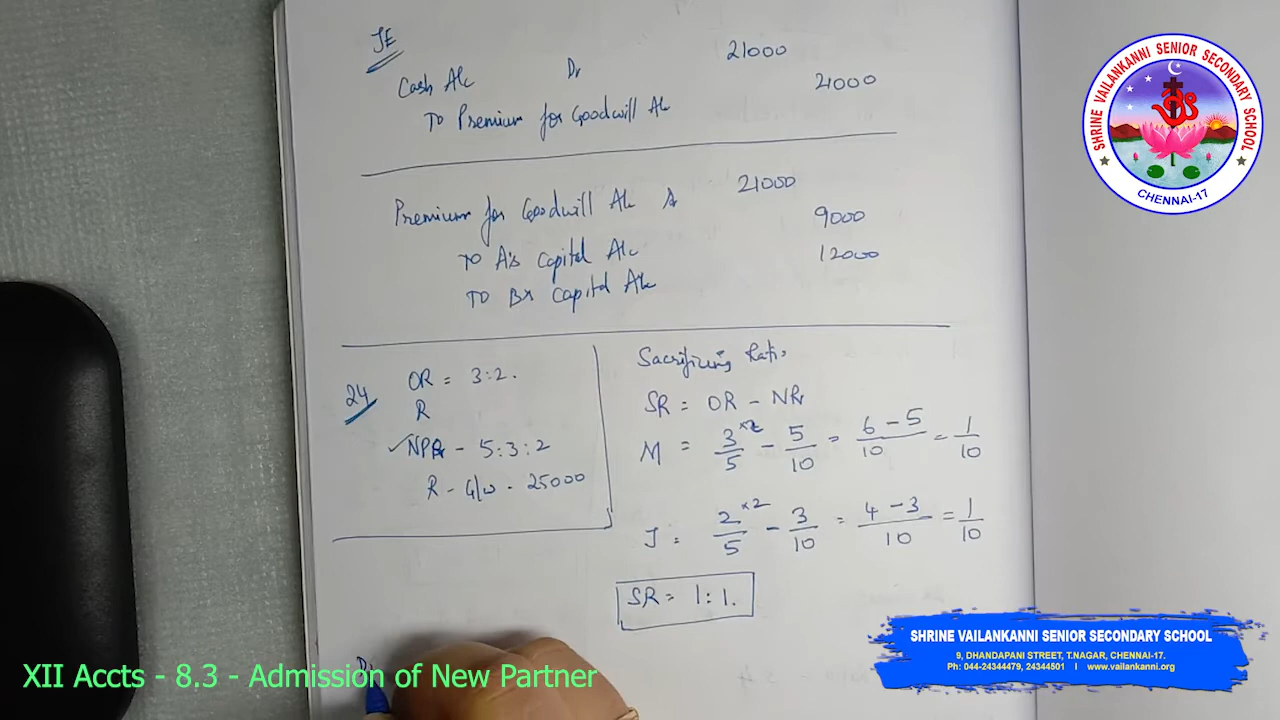 JE
Cash A/c Dr 21000
To Premium for Goodwill A/c 21000
Premium for Goodwill A/c Dr 21000
To A's Capital A/c 9000
To B's Capital A/c 12000
24
OR = 3:2.
R
✓NPR - 5:3:2
R - G/w - 25000
Sacrificing Ratio
SR = OR - NR
M = 3/5 ×2 - 5/10 = 6-5/10 = 1/10
J = 2/5 ×2 - 3/10 = 4-3/10 = 1/10
SR = 1:1.
SHRINE VAILANKANNI SENIOR SECONDARY SCHOOL
CHENNAI-17
XII Accts - 8.3 - Admission of New Partner
SHRINE VAILANKANNI SENIOR SECONDARY SCHOOL
9, DHANDAPANI STREET, T.NAGAR, CHENNAI-17.
Ph: 044-24344479, 24344501 I www.vailankanni.org